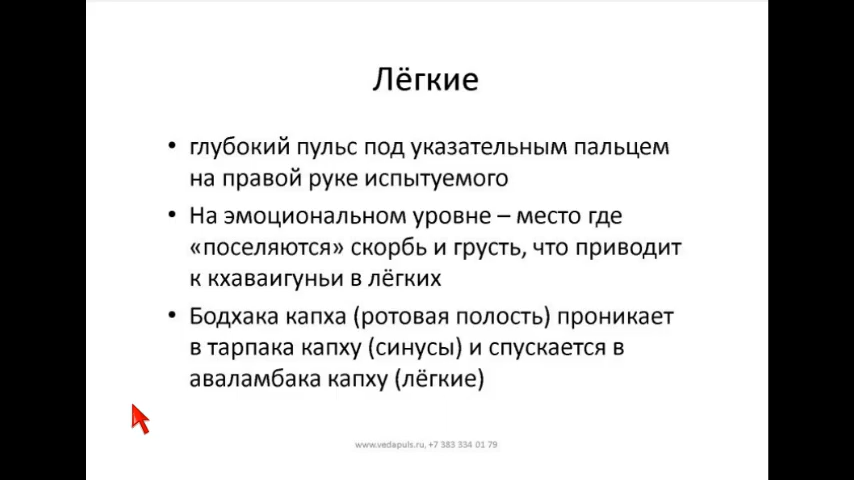 Лёгкие
• глубокий пульс под указательным пальцем
на правой руке испытуемого
• На эмоциональном уровне – место где
«поселяются» скорбь и грусть, что приводит
к кхаваигуньи в лёгких
• Бодхака капха (ротовая полость) проникает
в тарпака капху (синусы) и спускается в
аваламбака капху (лёгкие)
www.vedapuls.ru, +7 383 334 01 79